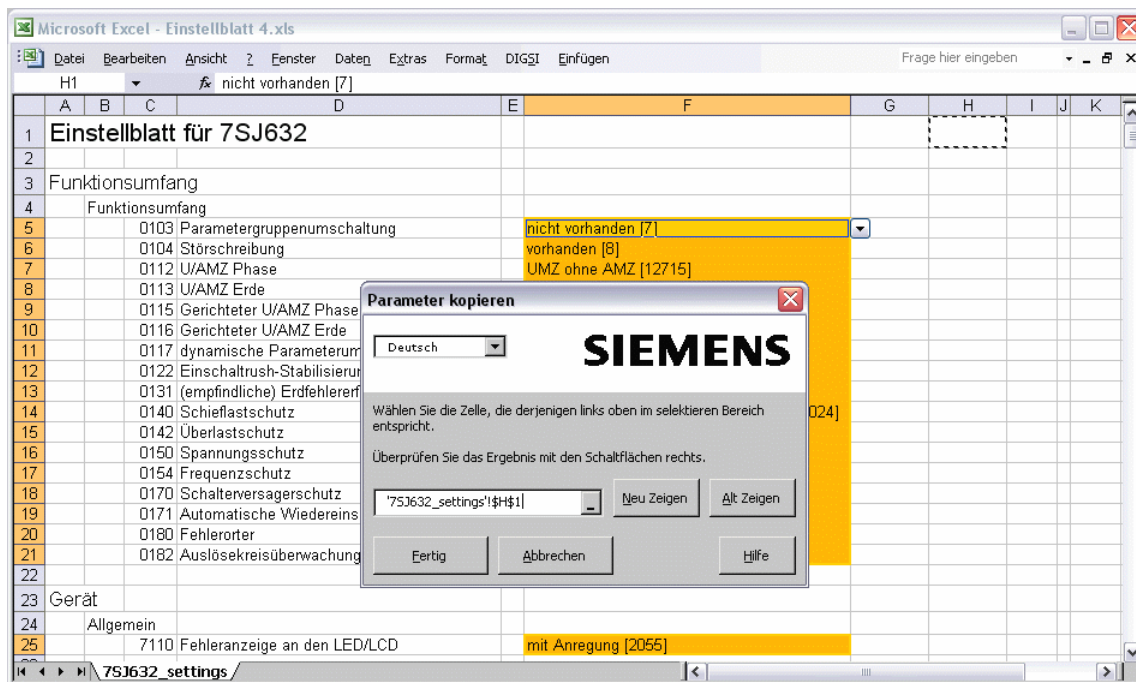 Microsoft Excel - Einstellblatt 4.xls
Datei Bearbeiten Ansicht ? Fenster Daten Extras Format DIGSI Einfügen Frage hier eingeben
H1 fx nicht vorhanden [7]
A B C D E F G H I J K
1 Einstellblatt für 7SJ632
2
3 Funktionsumfang
4 Funktionsumfang
5 0103 Parametergruppenumschaltung nicht vorhanden [7]
6 0104 Störschreibung vorhanden [8]
7 0112 U/AMZ Phase UMZ ohne AMZ [12715]
8 0113 U/AMZ Erde
9 0115 Gerichteter U/AMZ Phase
10 0116 Gerichteter U/AMZ Erde
11 0117 dynamische Parameterum
12 0122 Einschaltrush-Stabilisierur
13 0131 (empfindliche) Erdfehlererf
14 0140 Schieflastschutz 024]
15 0142 Überlastschutz
16 0150 Spannungsschutz
17 0154 Frequenzschutz
18 0170 Schalterversagerschutz
19 0171 Automatische Wiedereins
20 0180 Fehlerorter
21 0182 Auslösekreisüberwachung
22
23 Gerät
24 Allgemein
25 7110 Fehleranzeige an den LED/LCD mit Anregung [2055]
7SJ632_settings
Parameter kopieren
Deutsch
SIEMENS
Wählen Sie die Zelle, die derjenigen links oben im selektieren Bereich
entspricht.
Überprüfen Sie das Ergebnis mit den Schaltflächen rechts.
'7SJ632_settings'!$H$1 Neu Zeigen Alt Zeigen
Fertig Abbrechen Hilfe